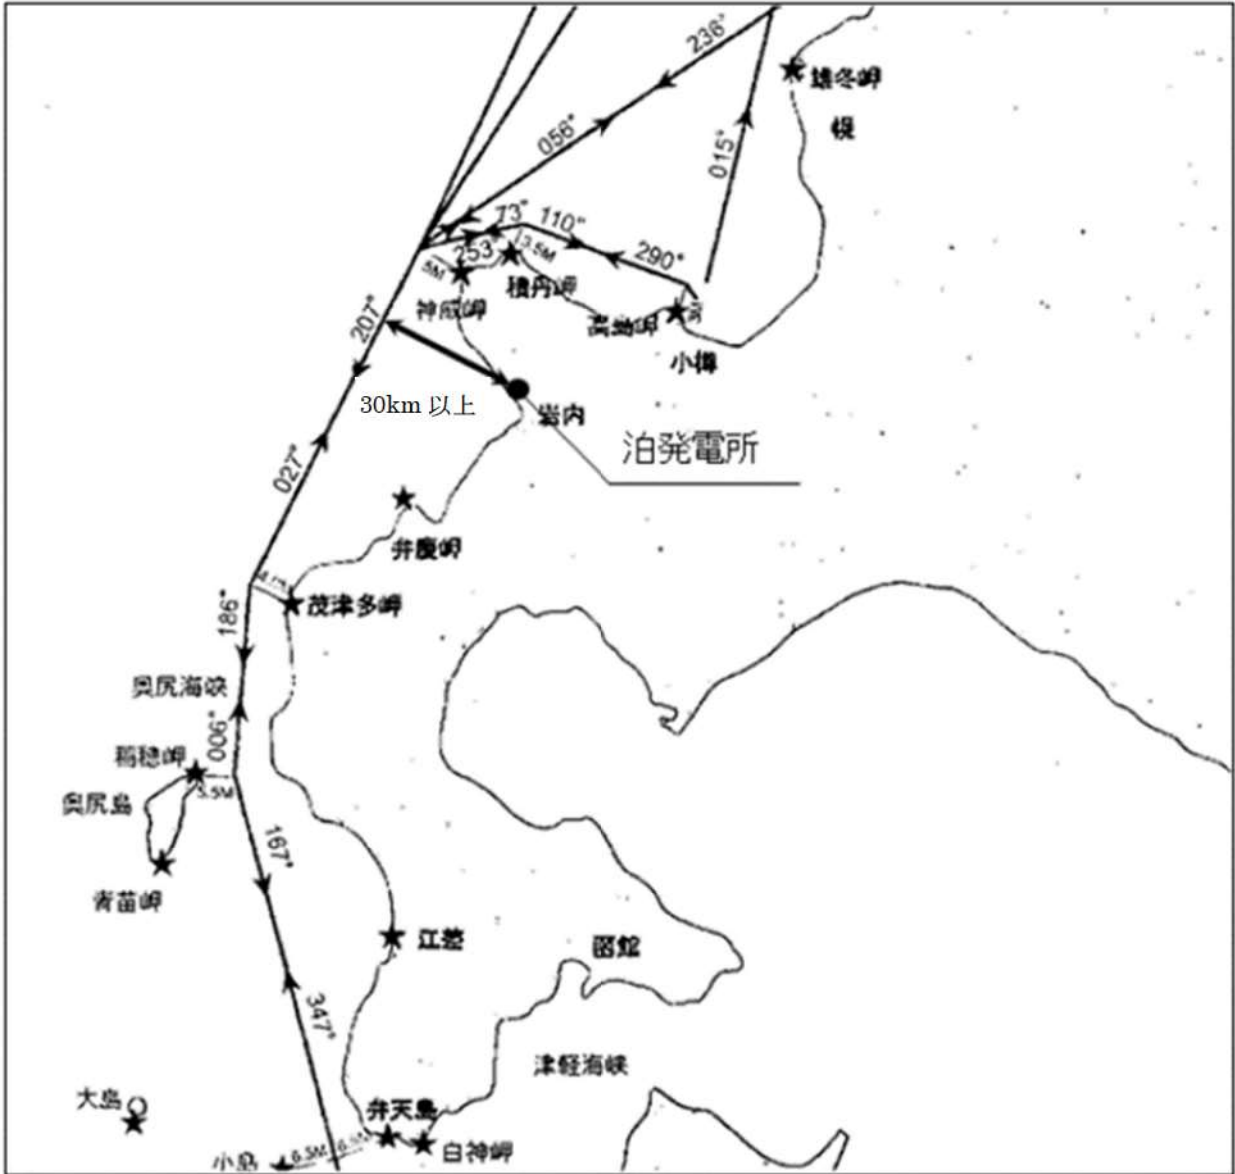 236°
雄冬岬
056°
015°
73°
110°
253°
3.5M
290°
5M
積丹岬
神威岬
207°
高島岬
小樽
30km 以上
岩内
泊発電所
027°
弁慶岬
茂津多岬
186°
奥尻海峡
006°
稲穂岬
奥尻島
167°
青苗岬
江差
函館
347°
津軽海峡
大島
弁天島
小島
6.5M
白神岬